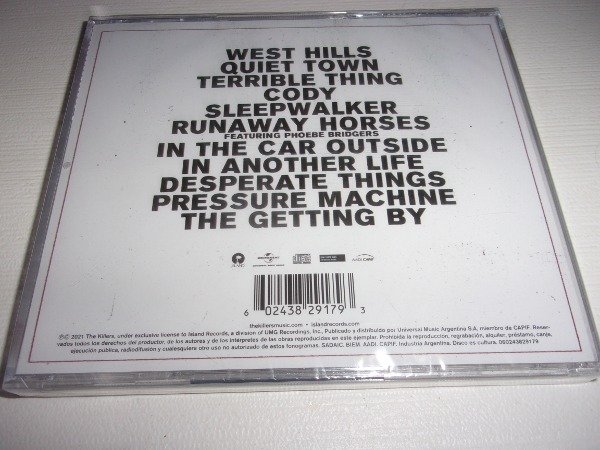 WEST HILLS
QUIET TOWN
TERRIBLE THING
CODY
SLEEPWALKER
RUNAWAY HORSES
FEATURING PHOEBE BRIDGERS
IN THE CAR OUTSIDE
IN ANOTHER LIFE
DESPERATE THINGS
PRESSURE MACHINE
THE GETTING BY
6 02438 29179 3
thekillersmusic.com • islandrecords.com
℗© 2021 The Killers, under exclusive license to Island Records, a division of UMG Recordings, Inc. Publicado y distribuido por Universal Music Argentina S.A. miembro de CAPIF. Reser-
vados todos los derechos del productor, de los autores y de los intérpretes de las obras reproducidas en este ejemplar. Prohibida la reproducción, regrabación, alquiler, préstamo, canje,
ejecución pública, radiodifusión y cualesquiera otro uso no autorizado de estos fonogramas. SADAIC, BIEM, AADI, CAPIF. Industria Argentina. Disco es cultura. 060243829179